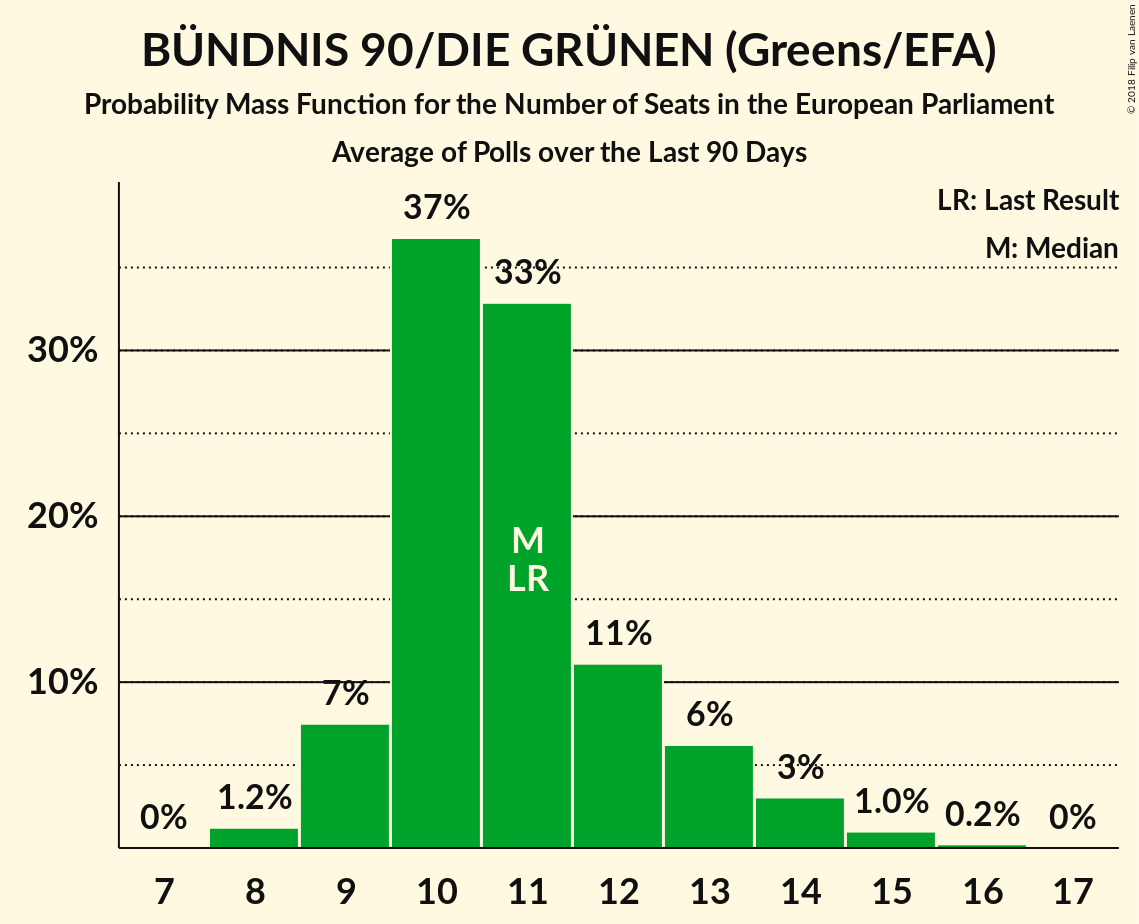 BÜNDNIS 90/DIE GRÜNEN (Greens/EFA)
Probability Mass Function for the Number of Seats in the European Parliament
Average of Polls over the Last 90 Days
© 2018 Filip van Laenen
LR: Last Result
M: Median
37%
33%
30%
20%
M
LR
11%
10%
7%
6%
3%
1.2%
1.0%
0.2%
0%
0%
7 8 9 10 11 12 13 14 15 16 17